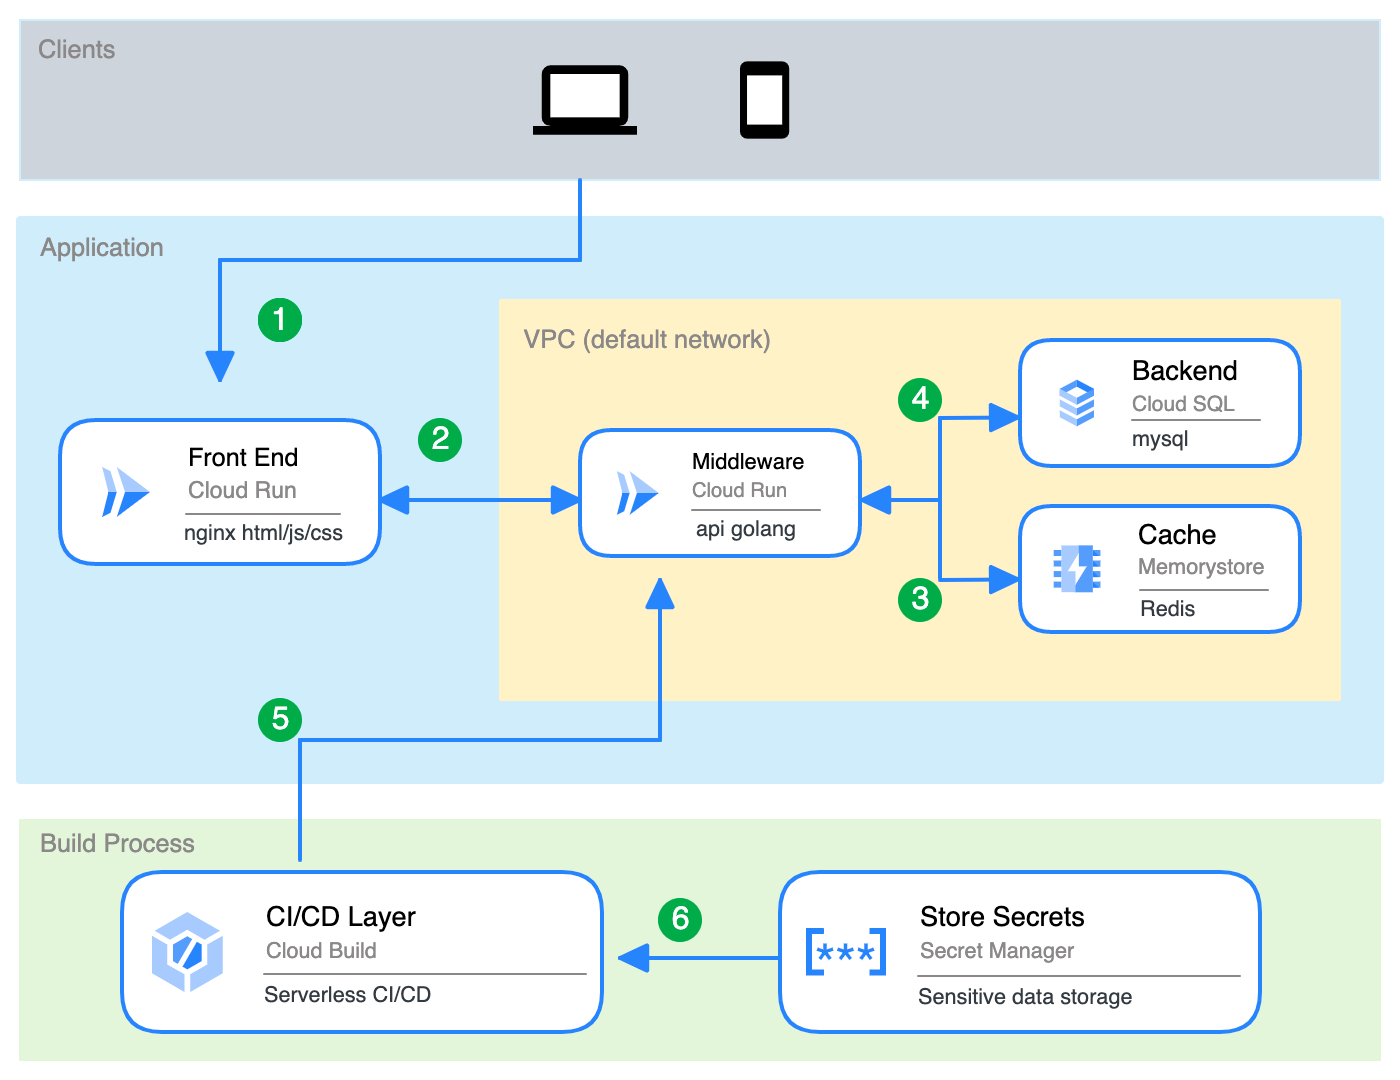 Clients
Application
1
VPC (default network)
Backend
Cloud SQL
mysql
4
2
Front End
Cloud Run
nginx html/js/css
Middleware
Cloud Run
api golang
Cache
Memorystore
Redis
3
5
Build Process
CI/CD Layer
Cloud Build
Serverless CI/CD
6
[***]
Store Secrets
Secret Manager
Sensitive data storage